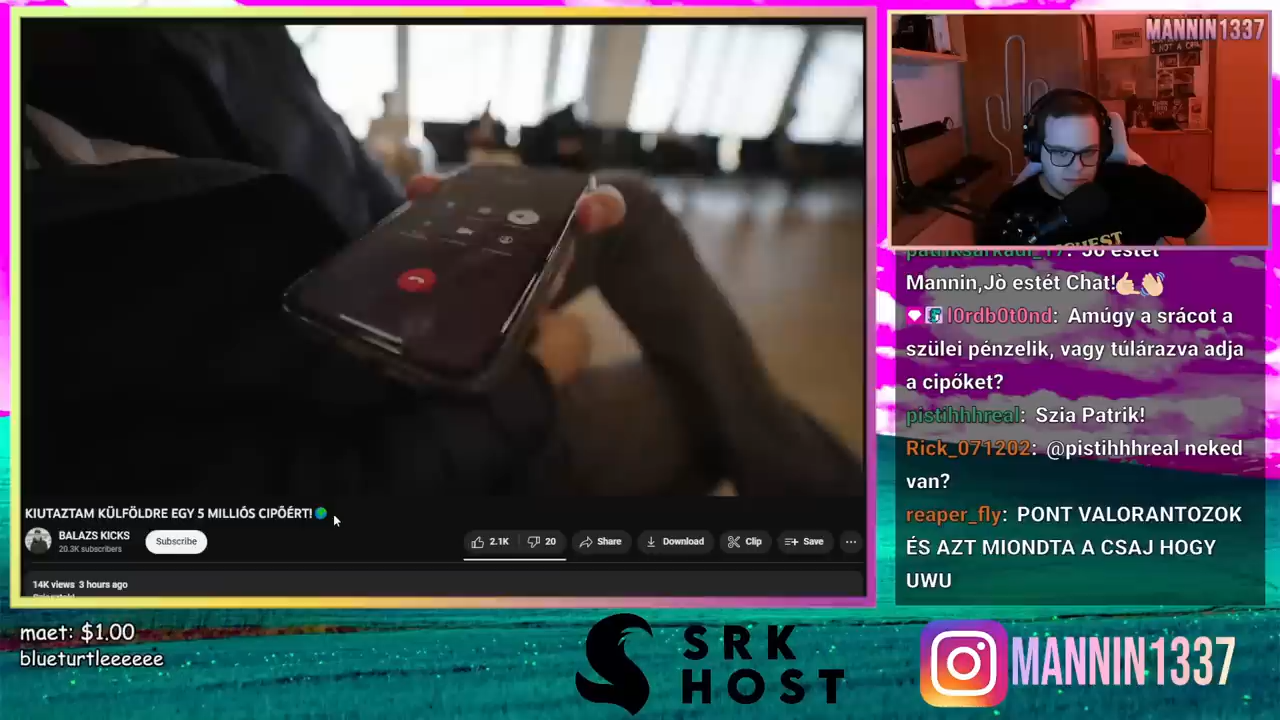 KIUTAZTAM KÜLFÖLDRE EGY 5 MILLIÓS CIPŐÉRT!
BALAZS KICKS
20.3K subscribers
Subscribe
2.1K
20
Share
Download
Clip
Save
14K views 3 hours ago
MANNIN1337
patriksarkadi_17: Jó estét
Mannin,Jò estét Chat!
l0rdb0t0nd: Amúgy a srácot a
szülei pénzelik, vagy túlárazva adja
a cipőket?
pistihhhreal: Szia Patrik!
Rick_071202: @pistihhhreal neked
van?
reaper_fly: PONT VALORANTOZOK
ÉS AZT MIONDTA A CSAJ HOGY
UWU
maet: $1.00
blueturtleeeeee
SRK
HOST
MANNIN1337